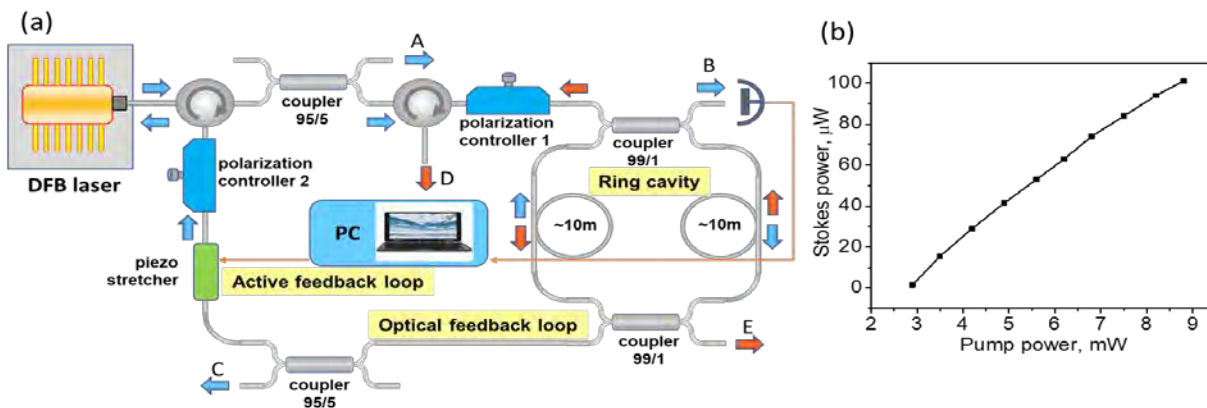 (a)
A
coupler
95/5
polarization
controller 1
B
coupler
99/1
DFB laser
polarization
controller 2
D
Ring cavity
~10m
~10m
PC
piezo
stretcher
Active feedback loop
Optical feedback loop
coupler
99/1
E
C
coupler
95/5
(b)
Stokes power, µW
100
80
60
40
20
0
2 3 4 5 6 7 8 9
Pump power, mW